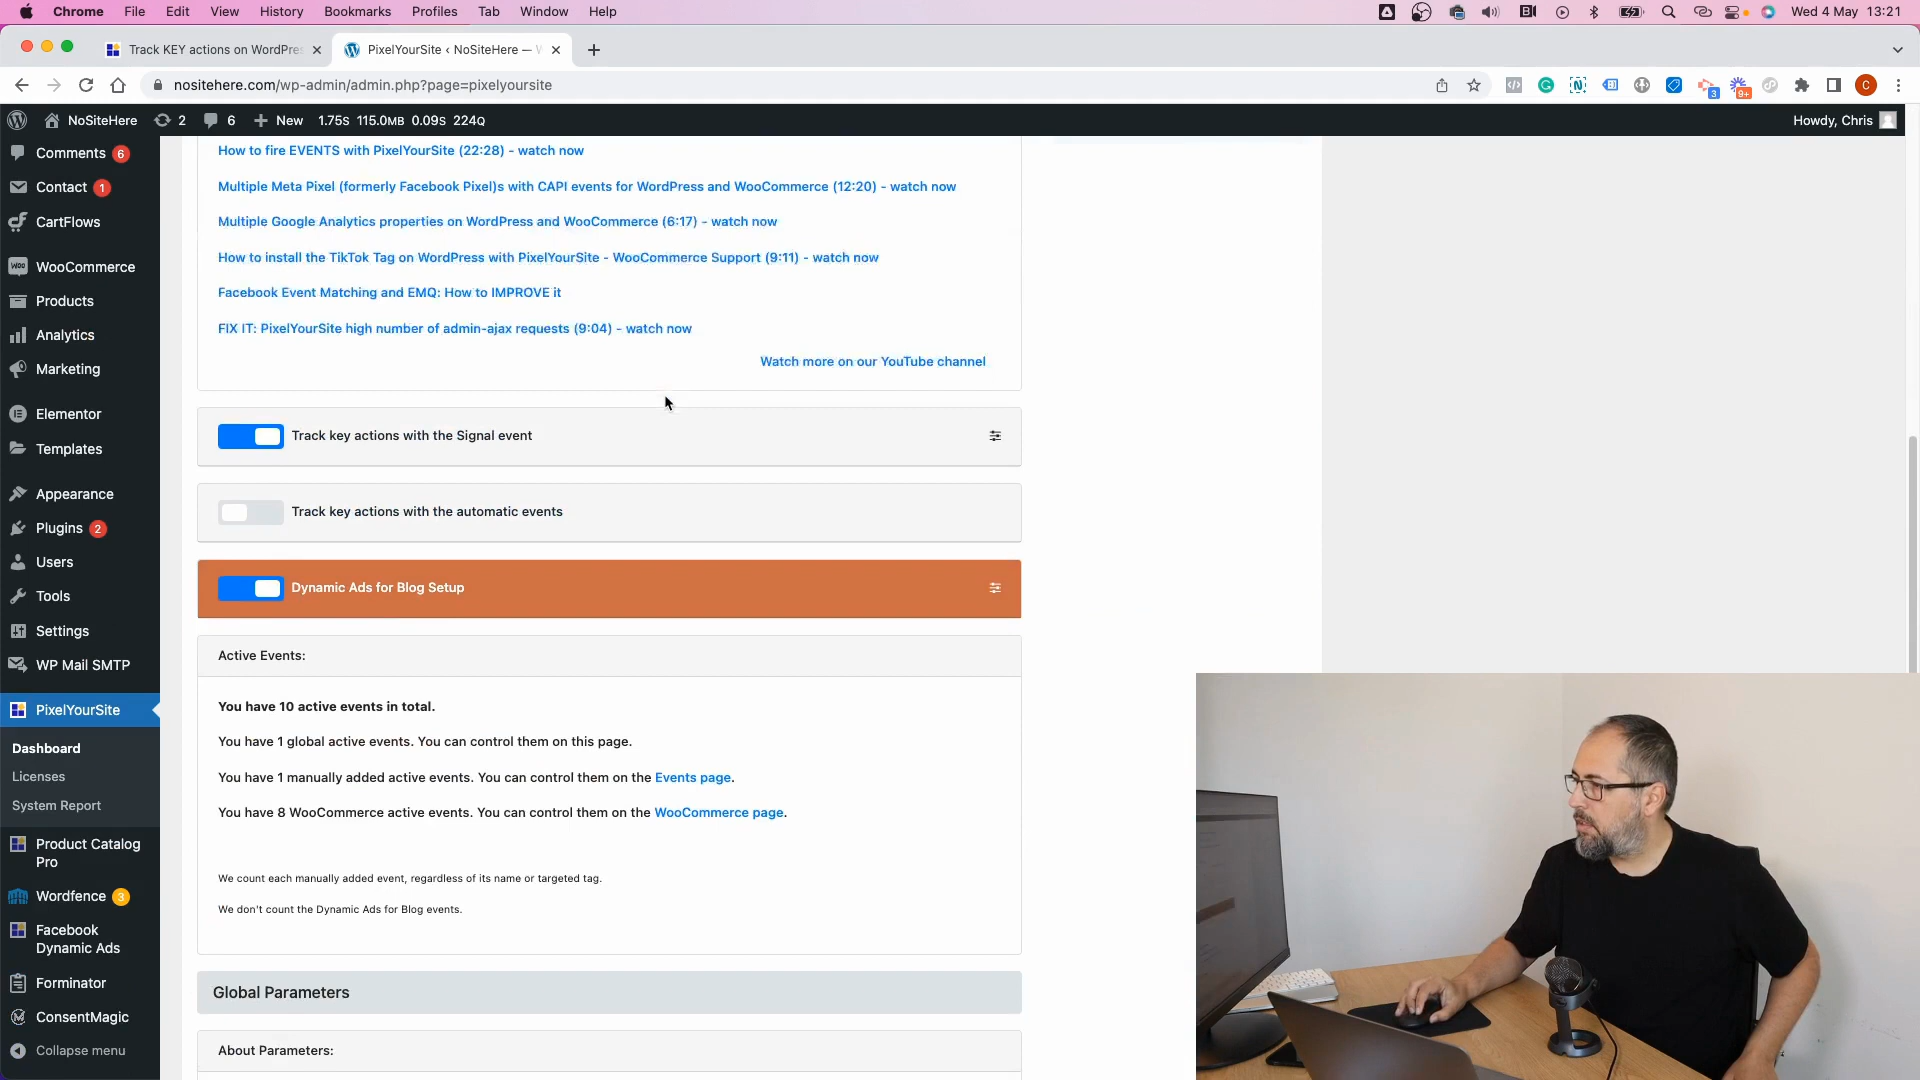 Chrome File Edit View History Bookmarks Profiles Tab Window Help Wed 4 May 13:21
Track KEY actions on WordPres
PixelYourSite ‹ NoSiteHere — W
nositehere.com/wp-admin/admin.php?page=pixelyoursite
3
9+
C
NoSiteHere 2 6 New 1.75S 115.0MB 0.09S 224Q Howdy, Chris
Comments 6
Contact 1
CartFlows
WooCommerce
Products
Analytics
Marketing
Elementor
Templates
Appearance
Plugins 2
Users
Tools
Settings
WP Mail SMTP
PixelYourSite
Dashboard
Licenses
System Report
Product Catalog
Pro
Wordfence 3
Facebook
Dynamic Ads
Forminator
ConsentMagic
Collapse menu
How to fire EVENTS with PixelYourSite (22:28) - watch now
Multiple Meta Pixel (formerly Facebook Pixel)s with CAPI events for WordPress and WooCommerce (12:20) - watch now
Multiple Google Analytics properties on WordPress and WooCommerce (6:17) - watch now
How to install the TikTok Tag on WordPress with PixelYourSite - WooCommerce Support (9:11) - watch now
Facebook Event Matching and EMQ: How to IMPROVE it
FIX IT: PixelYourSite high number of admin-ajax requests (9:04) - watch now
Watch more on our YouTube channel
Track key actions with the Signal event
Track key actions with the automatic events
Dynamic Ads for Blog Setup
Active Events:
You have 10 active events in total.
You have 1 global active events. You can control them on this page.
You have 1 manually added active events. You can control them on the Events page.
You have 8 WooCommerce active events. You can control them on the WooCommerce page.
We count each manually added event, regardless of its name or targeted tag.
We don't count the Dynamic Ads for Blog events.
Global Parameters
About Parameters: